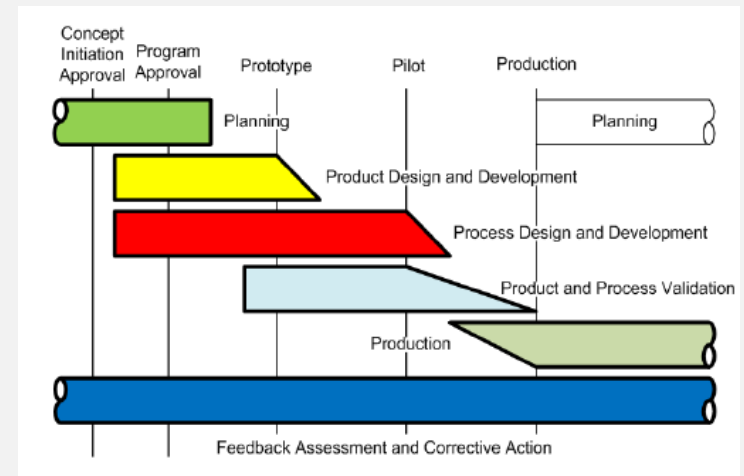 Concept
Initiation
Approval
Program
Approval
Prototype
Pilot
Production
Planning
Planning
Product Design and Development
Process Design and Development
Product and Process Validation
Production
Feedback Assessment and Corrective Action